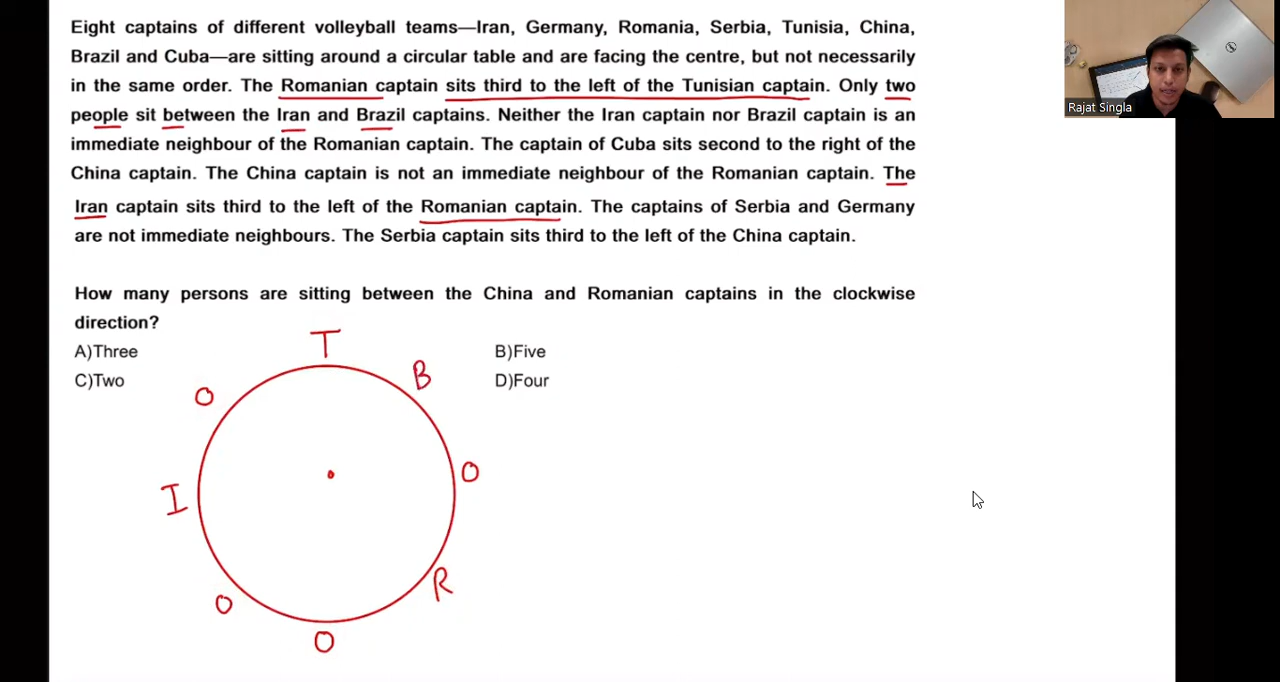 Eight captains of different volleyball teams—Iran, Germany, Romania, Serbia, Tunisia, China,
Brazil and Cuba—are sitting around a circular table and are facing the centre, but not necessarily
in the same order. The Romanian captain sits third to the left of the Tunisian captain. Only two
people sit between the Iran and Brazil captains. Neither the Iran captain nor Brazil captain is an
immediate neighbour of the Romanian captain. The captain of Cuba sits second to the right of the
China captain. The China captain is not an immediate neighbour of the Romanian captain. The
Iran captain sits third to the left of the Romanian captain. The captains of Serbia and Germany
are not immediate neighbours. The Serbia captain sits third to the left of the China captain.
How many persons are sitting between the China and Romanian captains in the clockwise
direction?
A)Three
B)Five
C)Two
D)Four
T
B
O
O
I
R
O
O
Rajat Singla